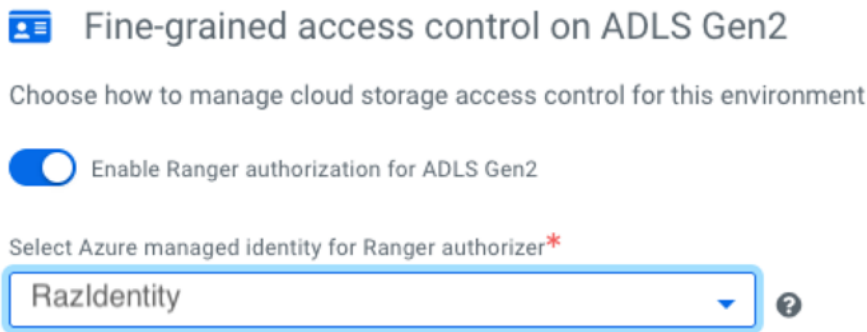 Fine-grained access control on ADLS Gen2
Choose how to manage cloud storage access control for this environment
Enable Ranger authorization for ADLS Gen2
Select Azure managed identity for Ranger authorizer*
RazIdentity
?